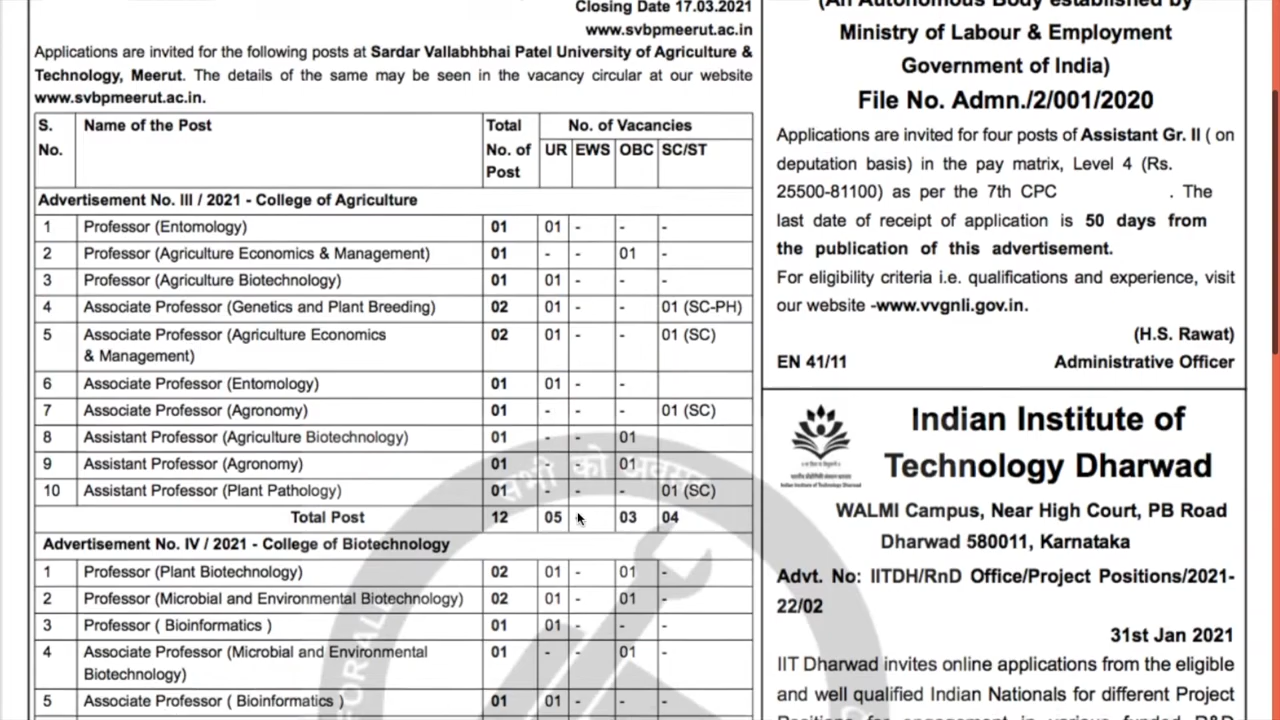 Closing Date 17.03.2021
www.svbpmeerut.ac.in
Applications are invited for the following posts at Sardar Vallabhbhai Patel University of Agriculture &
Technology, Meerut. The details of the same may be seen in the vacancy circular at our website
www.svbpmeerut.ac.in.
S. No. Name of the Post Total No. of Post No. of Vacancies
UR EWS OBC SC/ST
Advertisement No. III / 2021 - College of Agriculture
1 Professor (Entomology) 01 01 - - -
2 Professor (Agriculture Economics & Management) 01 - - 01 -
3 Professor (Agriculture Biotechnology) 01 01 - - -
4 Associate Professor (Genetics and Plant Breeding) 02 01 - - 01 (SC-PH)
5 Associate Professor (Agriculture Economics 02 01 - - 01 (SC)
& Management)
6 Associate Professor (Entomology) 01 01 - -
7 Associate Professor (Agronomy) 01 - - - 01 (SC)
8 Assistant Professor (Agriculture Biotechnology) 01 - - 01
9 Assistant Professor (Agronomy) 01 - - 01
10 Assistant Professor (Plant Pathology) 01 - - - 01 (SC)
Total Post 12 05 03 04
Advertisement No. IV / 2021 - College of Biotechnology
1 Professor (Plant Biotechnology) 02 01 - 01 -
2 Professor (Microbial and Environmental Biotechnology) 02 01 - 01 -
3 Professor ( Bioinformatics ) 01 01 - - -
4 Associate Professor (Microbial and Environmental 01 - - 01 -
Biotechnology)
5 Associate Professor ( Bioinformatics ) 01 01 - - -
सभी को अवसर
FOR ALL
(An Autonomous Body established by
Ministry of Labour & Employment
Government of India)
File No. Admn./2/001/2020
Applications are invited for four posts of Assistant Gr. II ( on
deputation basis) in the pay matrix, Level 4 (Rs.
25500-81100) as per the 7th CPC . The
last date of receipt of application is 50 days from
the publication of this advertisement.
For eligibility criteria i.e. qualifications and experience, visit
our website -www.vvgnli.gov.in.
(H.S. Rawat)
EN 41/11 Administrative Officer
Indian Institute of
Technology Dharwad
WALMI Campus, Near High Court, PB Road
Dharwad 580011, Karnataka
Advt. No: IITDH/RnD Office/Project Positions/2021-
22/02
31st Jan 2021
IIT Dharwad invites online applications from the eligible
and well qualified Indian Nationals for different Project
Positions for engagement in various funded R&D